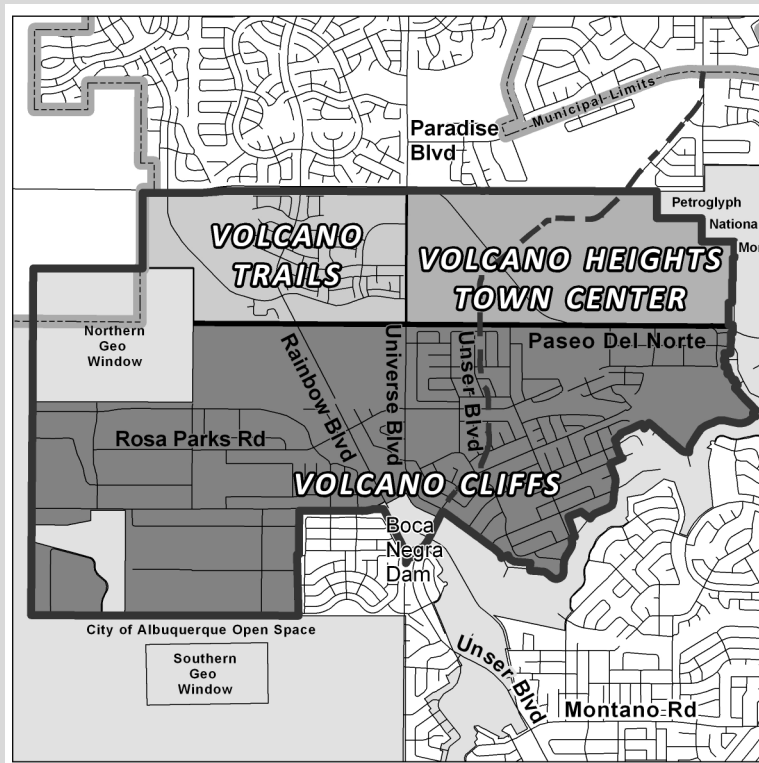 Paradise
Blvd
Municipal Limits
Petroglyph
Nationa
Mon
VOLCANO
TRAILS
VOLCANO HEIGHTS
TOWN CENTER
Northern
Geo
Window
Rainbow Blvd
Universe Blvd
Unser Blvd
Paseo Del Norte
Rosa Parks Rd
VOLCANO CLIFFS
Boca
Negra
Dam
City of Albuquerque Open Space
Southern
Geo
Window
Unser Blvd
Montano Rd